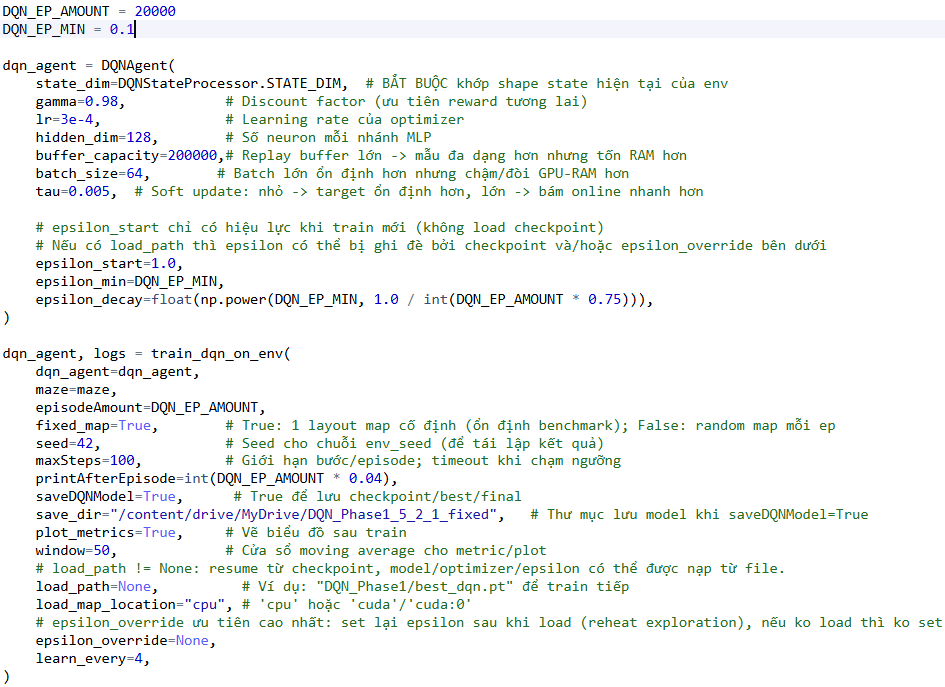 DQN_EP_AMOUNT = 20000
DQN_EP_MIN = 0.1
dqn_agent = DQNAgent(
    state_dim=DQNStateProcessor.STATE_DIM,  # BẮT BUỘC khớp shape state hiện tại của env
    gamma=0.98,            # Discount factor (ưu tiên reward tương lai)
    lr=3e-4,               # Learning rate của optimizer
    hidden_dim=128,        # Số neuron mỗi nhánh MLP
    buffer_capacity=200000,# Replay buffer lớn -> mẫu đa dạng hơn nhưng tốn RAM hơn
    batch_size=64,        # Batch lớn ổn định hơn nhưng chậm/đòi GPU-RAM hơn
    tau=0.005,  # Soft update: nhỏ -> target ổn định hơn, lớn -> bám online nhanh hơn
    # epsilon_start chỉ có hiệu lực khi train mới (không load checkpoint)
    # Nếu có load_path thì epsilon có thể bị ghi đè bởi checkpoint và/hoặc epsilon_override bên dưới
    epsilon_start=1.0,
    epsilon_min=DQN_EP_MIN,
    epsilon_decay=float(np.power(DQN_EP_MIN, 1.0 / int(DQN_EP_AMOUNT * 0.75))),
)
dqn_agent, logs = train_dqn_on_env(
    dqn_agent=dqn_agent,
    maze=maze,
    episodeAmount=DQN_EP_AMOUNT,
    fixed_map=True,        # True: 1 layout map cố định (ổn định benchmark); False: random map mỗi ep
    seed=42,               # Seed cho chuỗi env_seed (để tái lập kết quả)
    maxSteps=100,          # Giới hạn bước/episode; timeout khi chạm ngưỡng
    printAfterEpisode=int(DQN_EP_AMOUNT * 0.04),
    saveDQNModel=True,      # True để lưu checkpoint/best/final
    save_dir="/content/drive/MyDrive/DQN_Phase1_5_2_1_fixed",   # Thư mục lưu model khi saveDQNModel=True
    plot_metrics=True,     # Vẽ biểu đồ sau train
    window=50,             # Cửa sổ moving average cho metric/plot
    # load_path != None: resume từ checkpoint, model/optimizer/epsilon có thể được nạp từ file.
    load_path=None,          # Ví dụ: "DQN_Phase1/best_dqn.pt" để train tiếp
    load_map_location="cpu", # 'cpu' hoặc 'cuda'/'cuda:0'
    # epsilon_override ưu tiên cao nhất: set lại epsilon sau khi load (reheat exploration), nếu ko load thì ko set
    epsilon_override=None,
    learn_every=4,
)